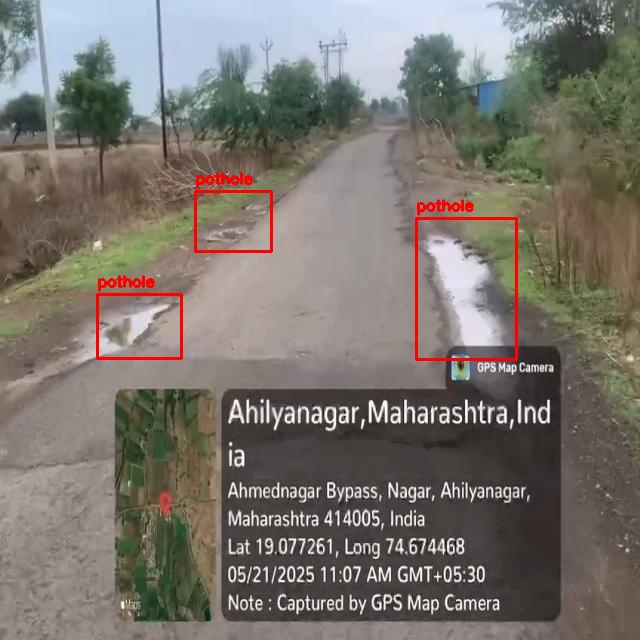 pothole
pothole
pothole
GPS Map Camera
Ahilyanagar,Maharashtra,Ind
ia
Ahmednagar Bypass, Nagar, Ahilyanagar,
Maharashtra 414005, India
Lat 19.077261, Long 74.674468
05/21/2025 11:07 AM GMT+05:30
Note : Captured by GPS Map Camera
Maps